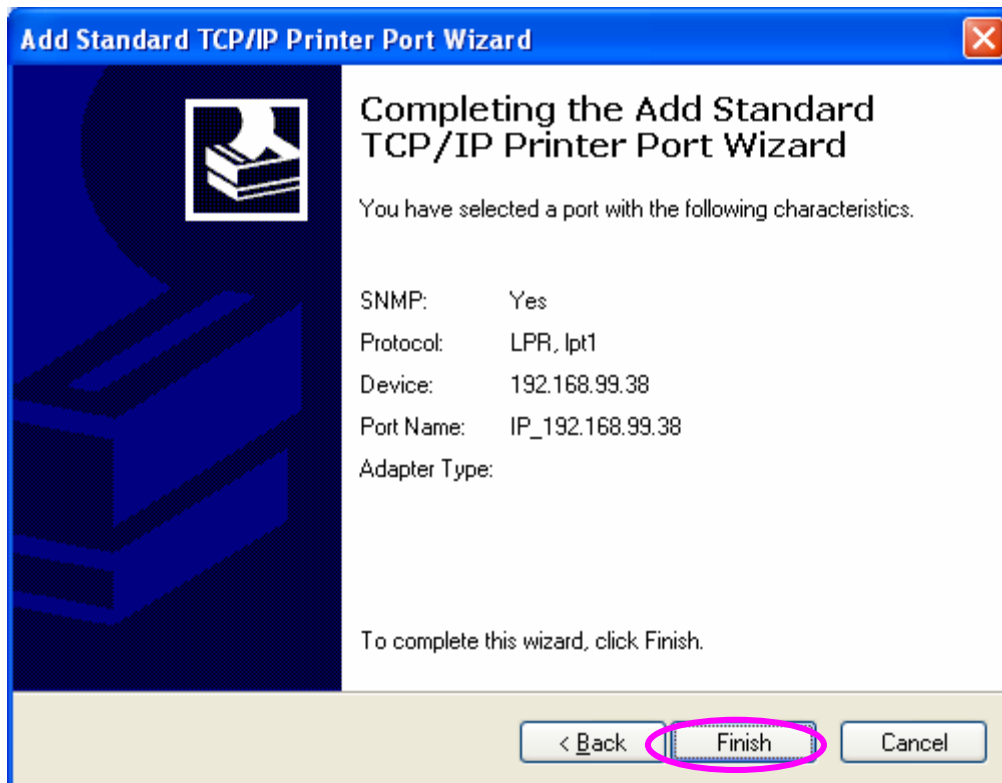 Add Standard TCP/IP Printer Port Wizard
Completing the Add Standard
TCP/IP Printer Port Wizard
You have selected a port with the following characteristics.
SNMP: Yes
Protocol: LPR, lpt1
Device: 192.168.99.38
Port Name: IP_192.168.99.38
Adapter Type:
To complete this wizard, click Finish.
< Back Finish Cancel